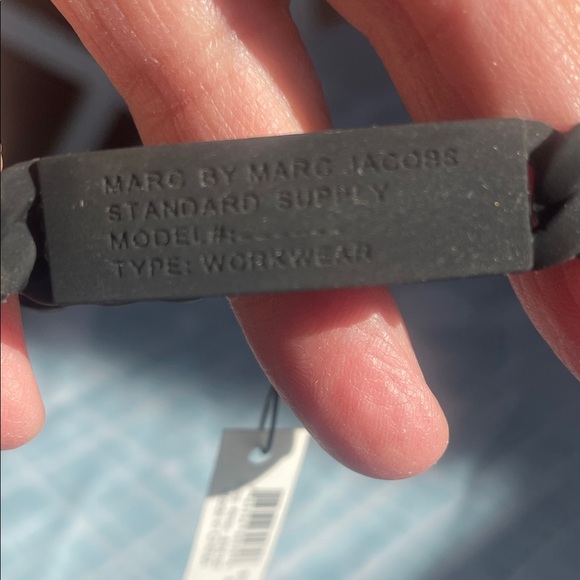 MARC BY MARC JACOBS
STANDARD SUPPLY
MODEL#:-------
TYPE: WORKWEAR